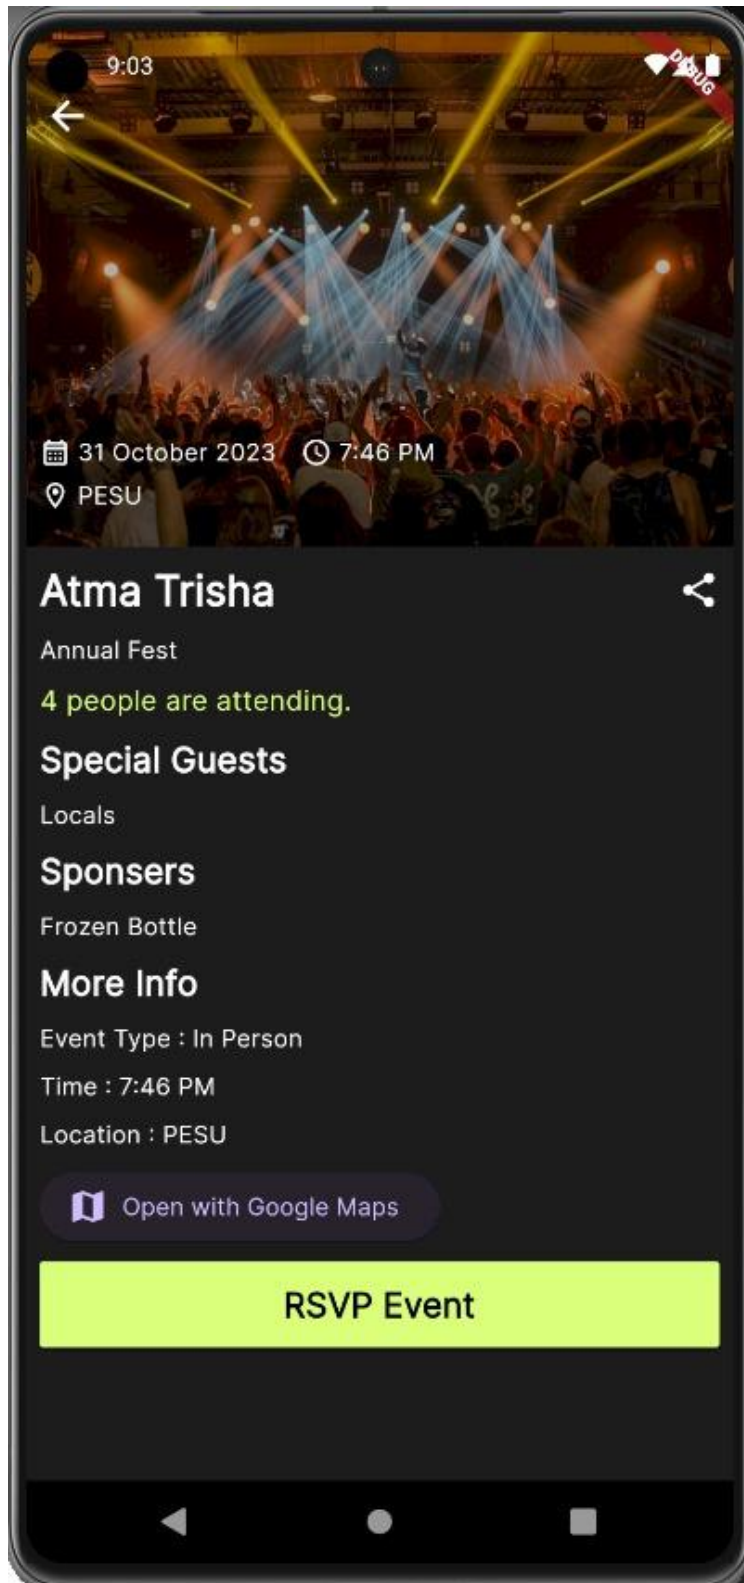 9:03
DEBUG
31 October 2023 7:46 PM
PESU
Atma Trisha
Annual Fest
4 people are attending.
Special Guests
Locals
Sponsers
Frozen Bottle
More Info
Event Type : In Person
Time : 7:46 PM
Location : PESU
Open with Google Maps
RSVP Event